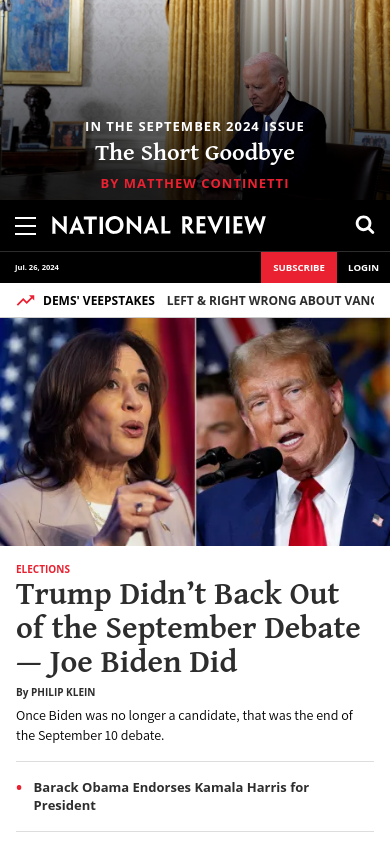 IN THE SEPTEMBER 2024 ISSUE
The Short Goodbye
BY MATTHEW CONTINETTI
NATIONAL REVIEW
Jul. 26, 2024 SUBSCRIBE LOGIN
DEMS' VEEPSTAKES LEFT & RIGHT WRONG ABOUT
ELECTIONS
Trump Didn’t Back Out
of the September Debate
— Joe Biden Did
By PHILIP KLEIN
Once Biden was no longer a candidate, that was the end of
the September 10 debate.
• Barack Obama Endorses Kamala Harris for
President